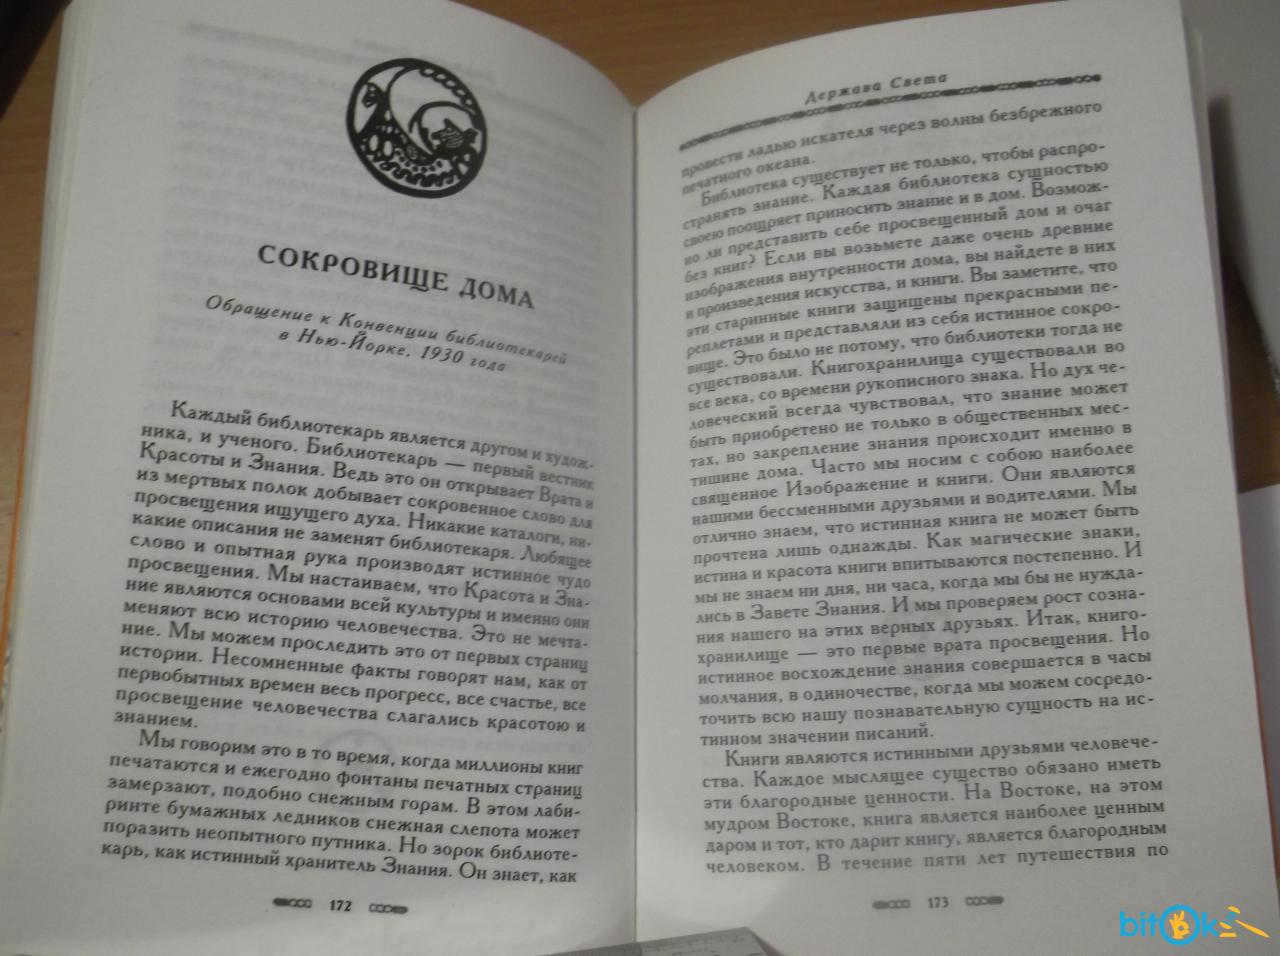 СОКРОВИЩЕ ДОМА
Обращение к Конвенции библиотекарей
в Нью-Йорке, 1930 года
Каждый библиотекарь является другом и худож-
ника, и ученого. Библиотекарь — первый вестник
Красоты и Знания. Ведь это он открывает Врата и
из мертвых полок добывает сокровенное слово для
просвещения ищущего духа. Никакие каталоги, ни-
какие описания не заменят библиотекаря. Любящее
слово и опытная рука производят истинное чудо
просвещения. Мы настаиваем, что Красота и Зна-
ние являются основами всей культуры и именно они
меняют всю историю человечества. Это не мечта-
ние. Мы можем проследить это от первых страниц
истории. Несомненные факты говорят нам, как от
первобытных времен весь прогресс, все счастье, все
просвещение человечества слагались красотою и
знанием.
Мы говорим это в то время, когда миллионы книг
печатаются и ежегодно фонтаны печатных страниц
замерзают, подобно снежным горам. В этом лаби-
ринте бумажных ледников снежная слепота может
поразить неопытного путника. Но зорок библиоте-
карь, как истинный хранитель Знания. Он знает, как
172
Держава Света
провести ладью искателя через волны безбрежного
печатного океана.
Библиотека существует не только, чтобы распро-
странять знание. Каждая библиотека сущностью
своею поощряет приносить знание и в дом. Возмож-
но ли представить себе просвещенный дом и очаг
без книг? Если вы возьмете даже очень древние
изображения внутренности дома, вы найдете в них
и произведения искусства, и книги. Вы заметите, что
эти старинные книги защищены прекрасными пе-
реплетами и представляли из себя истинное сокро-
вище. Это было не потому, что библиотеки тогда не
существовали. Книгохранилища существовали во
все века, со времени рукописного знака. Но дух че-
ловеческий всегда чувствовал, что знание может
быть приобретено не только в общественных мес-
тах, но закрепление знания происходит именно в
тишине дома. Часто мы носим с собою наиболее
священное Изображение и книги. Они являются
нашими бессменными друзьями и водителями. Мы
отлично знаем, что истинная книга не может быть
прочтена лишь однажды. Как магические знаки,
истина и красота книги впитываются постепенно. И
мы не знаем ни дня, ни часа, когда мы бы не нужда-
лись в Завете Знания. И мы проверяем рост созна-
ния нашего на этих верных друзьях. Итак, книго-
хранилище — это первые врата просвещения. Но
истинное восхождение знания совершается в часы
молчания, в одиночестве, когда мы можем сосредо-
точить всю нашу познавательную сущность на ис-
тинном значении писаний.
Книги являются истинными друзьями человече-
ства. Каждое мыслящее существо обязано иметь
эти благородные ценности. На Востоке, на этом
мудром Востоке, книга является наиболее ценным
даром и тот, кто дарит книгу, является благородным
человеком. В течение пяти лет путешествия по
173
bitOk